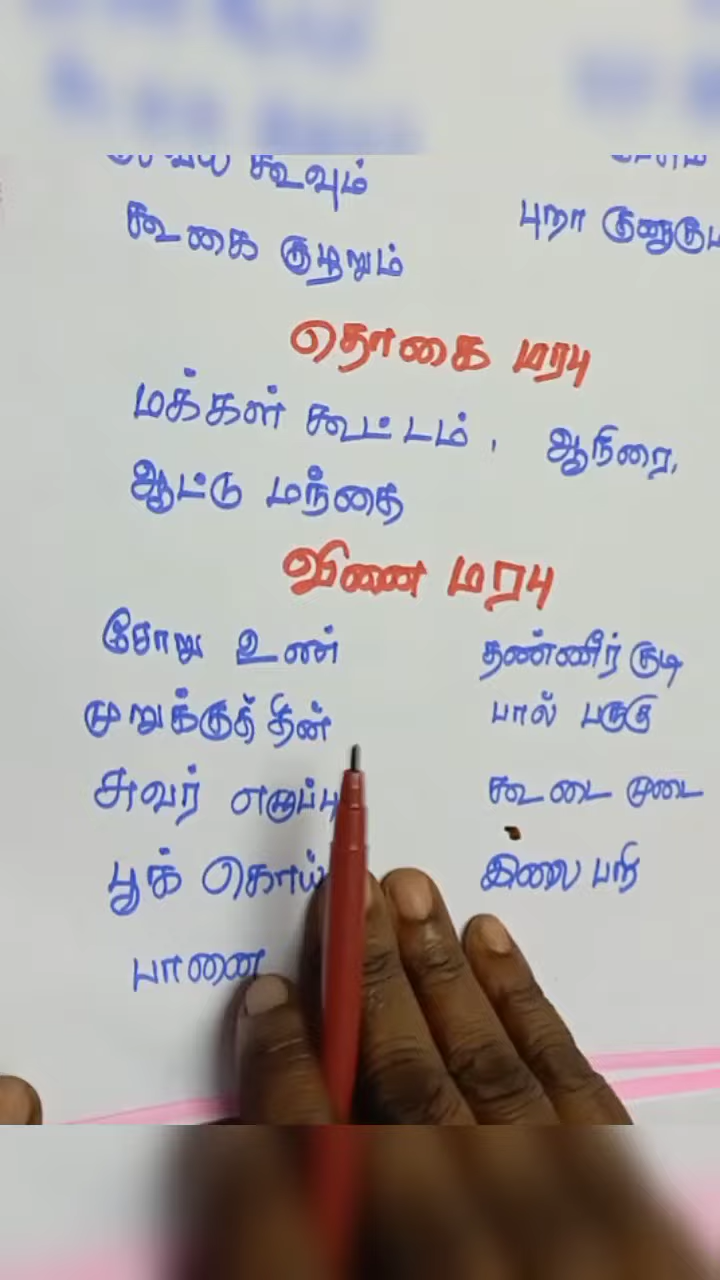 கூவும்
கூகை குழறும் புறா
தொகை மரபு
மக்கள் கூட்டம், ஆநிரை,
ஆட்டு மந்தை
வினை மரபு
சோறு உண் தண்ணீர் குடி
முறுக்குத் தின் பால் பருகு
சுவர் எழுப்பு கூடை முடை
பூக் கொய் இலை பறி
பானை